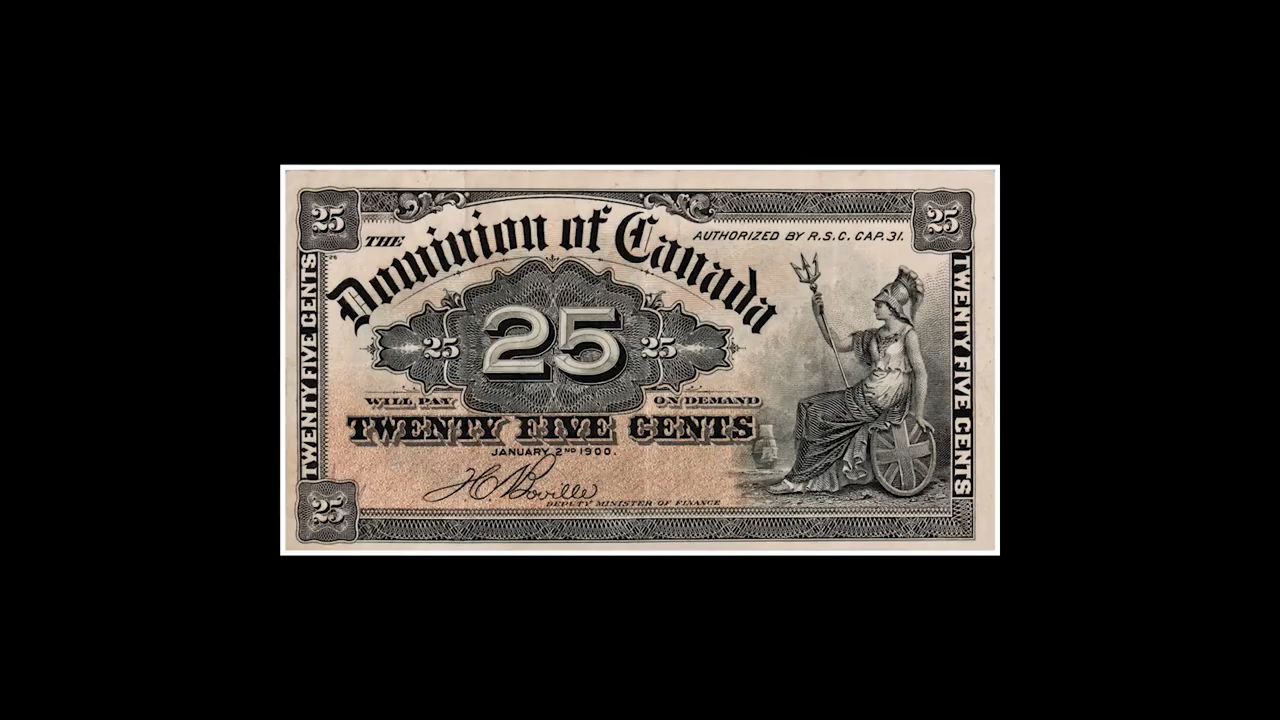 25
25
THE Dominion of Canada
AUTHORIZED BY R.S.C. CAP. 31.
TWENTY FIVE CENTS
25 25 25
TWENTY FIVE CENTS
WILL PAY ON DEMAND
TWENTY FIVE CENTS
JANUARY 2ND 1900.
H C Boville
DEPUTY MINISTER OF FINANCE
25